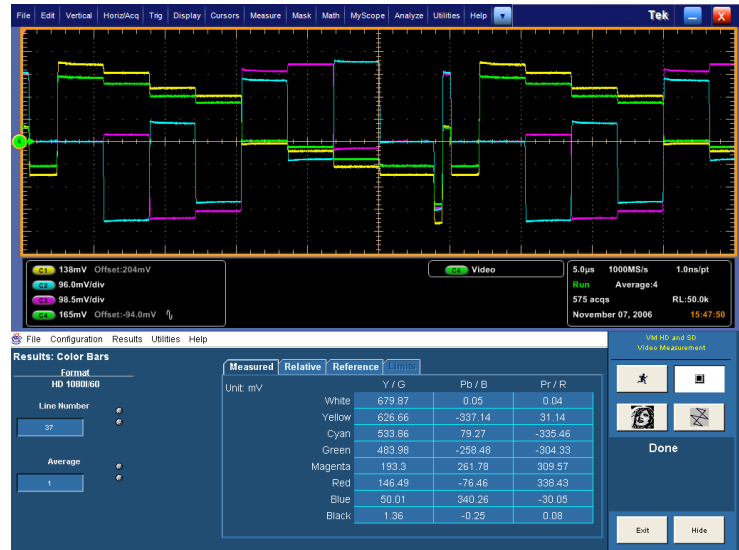 File Edit Vertical Horiz/Acq Trig Display Cursors Measure Mask Math MyScope Analyze Utilities Help Tek X
4
C1 138mV Offset:204mV
C2 96.0mV/div
C3 98.5mV/div
C4 165mV Offset:-94.0mV
C4 Video
5.0µs 1000MS/s 1.0ns/pt
Run Average:4
575 acqs RL:50.0k
November 07, 2006 15:47:50
File Configuration Results Utilities Help
Results: Color Bars
Format
HD 1080I/60
Line Number
37
Average
1
Measured Relative Reference Limits
Unit: mV Y / G Pb / B Pr / R
White 679.87 0.05 0.04
Yellow 626.66 -337.14 31.14
Cyan 533.86 79.27 -335.46
Green 483.98 -258.48 -304.33
Magenta 193.3 261.78 309.57
Red 146.49 -76.46 338.43
Blue 50.01 340.26 -30.05
Black 1.36 -0.25 0.08
VM HD and SD
Video Measurement
Done
Exit Hide